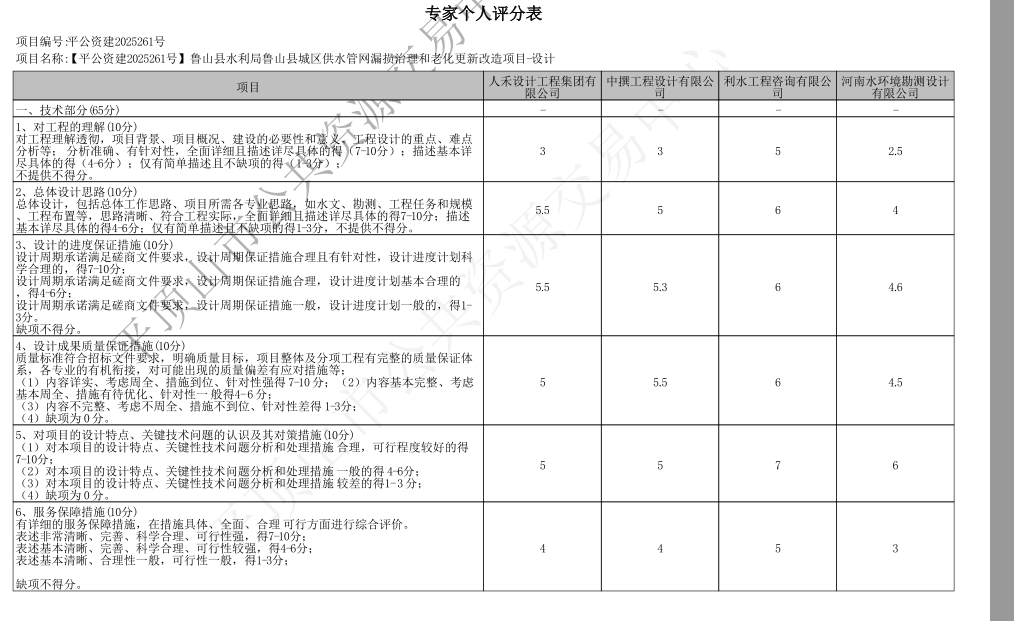 专家个人评分表
项目编号:平公资建2025261号
项目名称:【平公资建2025261号】鲁山县水利局鲁山县城区供水管网漏损治理和老化更新改造项目-设计
项目 人禾设计工程集团有限公司 中撰工程设计有限公司 利水工程咨询有限公司 河南水环境勘测设计有限公司
一、技术部分(65分) - - - -
1、对工程的理解(10分)
对工程理解透彻，项目背景、项目概况、建设的必要性和意义、工程设计的重点、难点
分析等； 分析准确、有针对性，全面详细且描述详尽具体的得（7-10分）；描述基本详
尽具体的得（4-6分）；仅有简单描述且不缺项的得（1-3分）；
不提供不得分。
3 3 5 2.5
2、总体设计思路(10分)
总体设计，包括总体工作思路、项目所需各专业思路，如水文、勘测、工程任务和规模
、工程布置等，思路清晰、符合工程实际，全面详细且描述详尽具体的得7-10分；描述
基本详尽具体的得4-6分；仅有简单描述且不缺项的得1-3分，不提供不得分。
5.5 5 6 4
3、设计的进度保证措施(10分)
设计周期承诺满足磋商文件要求，设计周期保证措施合理且有针对性，设计进度计划科
学合理的，得7-10分；
设计周期承诺满足磋商文件要求，设计周期保证措施合理，设计进度计划基本合理的
，得4-6分；
设计周期承诺满足磋商文件要求，设计周期保证措施一般，设计进度计划一般的，得1-
3分。
缺项不得分。
5.5 5.3 6 4.6
4、设计成果质量保证措施(10分)
质量标准符合招标文件要求，明确质量目标，项目整体及分项工程有完整的质量保证体
系，各专业的有机衔接，对可能出现的质量偏差有应对措施等；
（1）内容详实、考虑周全、措施到位、针对性强得 7-10 分；（2）内容基本完整、考虑
基本周全、措施有待优化、针对性一 般得4-6 分；
（3）内容不完整、考虑不周全、措施不到位、针对性差得 1-3分；
（4）缺项为 0 分。
5 5.5 6 4.5
5、对项目的设计特点、关键技术问题的认识及其对策措施(10分)
（1）对本项目的设计特点、关键性技术问题分析和处理措施 合理，可行程度较好的得
7-10分；
（2）对本项目的设计特点、关键性技术问题分析和处理措施 一般的得 4-6分；
（3）对本项目的设计特点、关键性技术问题分析和处理措施 较差的得1-3 分；
（4）缺项为 0 分。
5 5 7 6
6、服务保障措施(10分)
有详细的服务保障措施，在措施具体、全面、合理 可行方面进行综合评价。
表述非常清晰、完善、科学合理、可行性强，得7-10分；
表述基本清晰、完善、科学合理、可行性较强，得4-6分；
表述基本清晰、合理性一般，可行性一般，得1-3分；
缺项不得分。
4 4 5 3
平顶山市公共资源交易中心
平顶山市公共资源交易中心